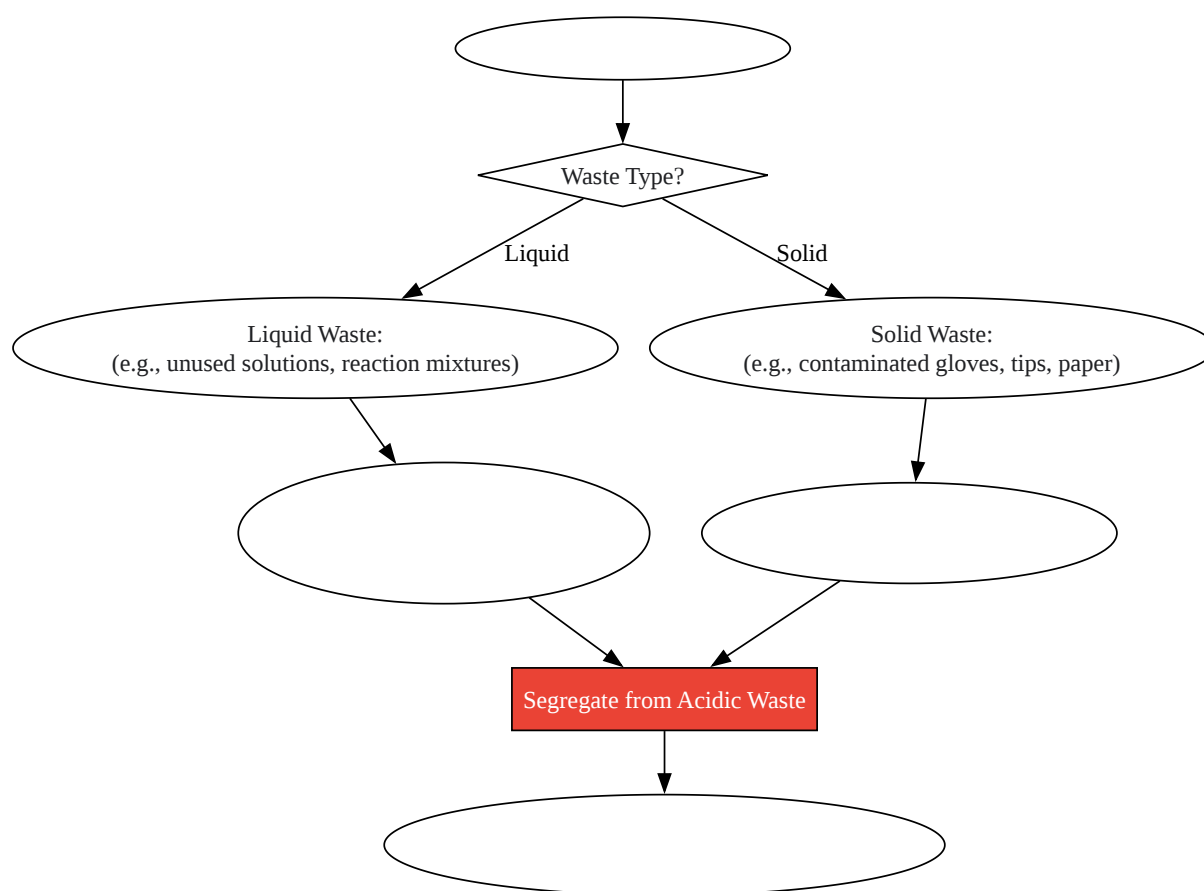 Waste Type?
Liquid
Solid
Liquid Waste:
(e.g., unused solutions, reaction mixtures)
Solid Waste:
(e.g., contaminated gloves, tips, paper)
Segregate from Acidic Waste